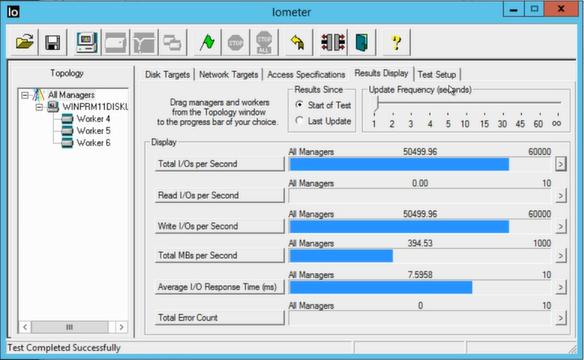 Io
Iometer
STOP
STOP
ALL
?
Topology
All Managers
Worker 4
Worker 5
Worker 6
Disk Targets
Network Targets
Access Specifications
Results Display
Test Setup
Drag managers and workers
from the Topology window
to the progress bar of your choice.
Results Since
Start of Test
Last Update
Update Frequency (seconds)
1 2 3 4 5 10 15 30 45 60 ∞
Display
All Managers 50499.96 60000
Total I/Os per Second
All Managers 0.00 10
Read I/Os per Second
All Managers 50499.96 60000
Write I/Os per Second
All Managers 394.53 1000
Total MBs per Second
All Managers 7.5958 10
Average I/O Response Time (ms)
All Managers 0 10
Total Error Count
Test Completed Successfully